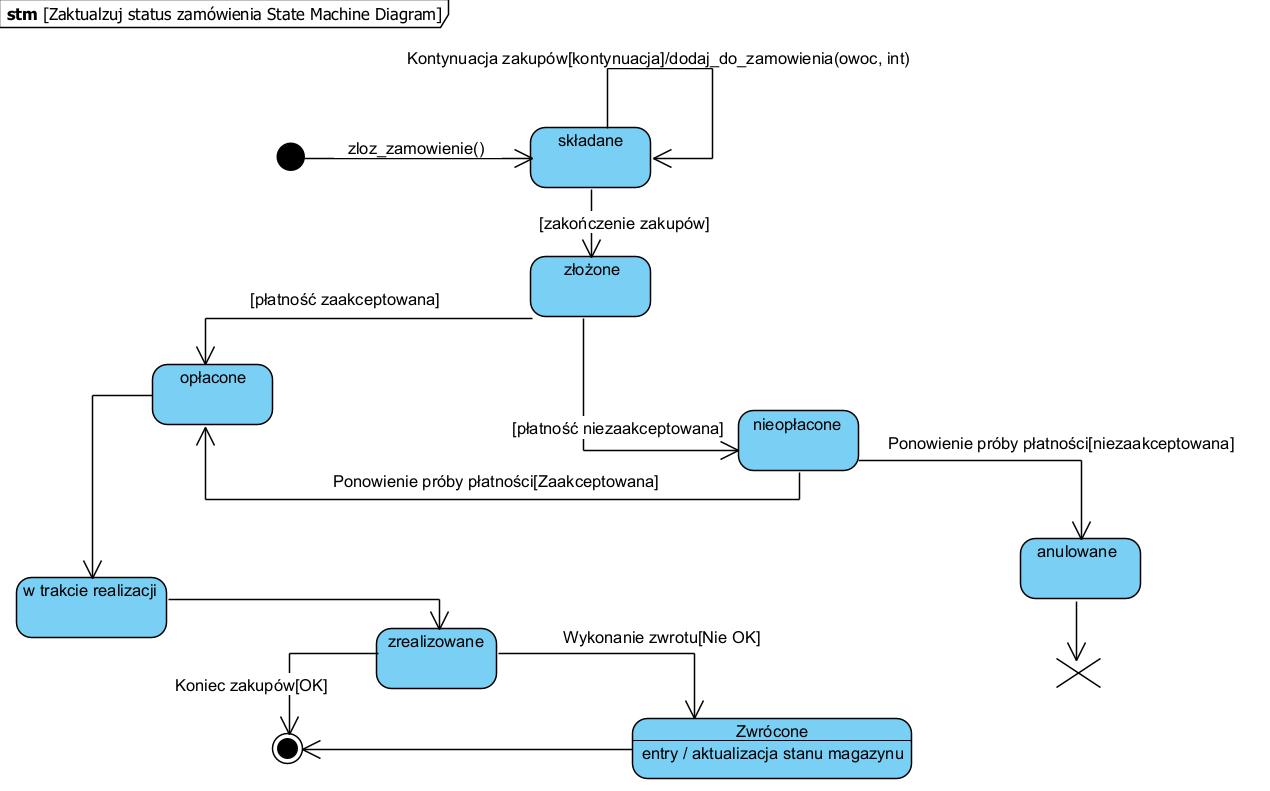 stm [Zaktualzuj status zamówienia State Machine Diagram]
Kontynuacja zakupów[kontynuacja]/dodaj_do_zamowienia(owoc, int)
składane
zloz_zamowienie()
[zakończenie zakupów]
złożone
[płatność zaakceptowana]
opłacone
nieopłacone
[płatność niezaakceptowana]
Ponowienie próby płatności[niezaakceptowana]
Ponowienie próby płatności[Zaakceptowana]
anulowane
w trakcie realizacji
zrealizowane
Wykonanie zwrotu[Nie OK]
Koniec zakupów[OK]
Zwrócone
entry / aktualizacja stanu magazynu